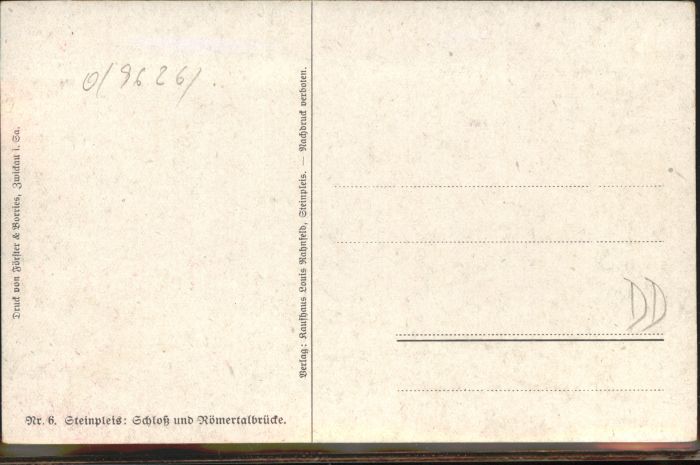 0/9626/.
Druck von Förster & Borries, Zwickau i. Sa.
Verlag: Kaufhaus Louis Rahnfeld, Steinpleis. — Nachdruck verboten.
DD
Nr. 6. Steinpleis: Schloß und Römertalbrücke.